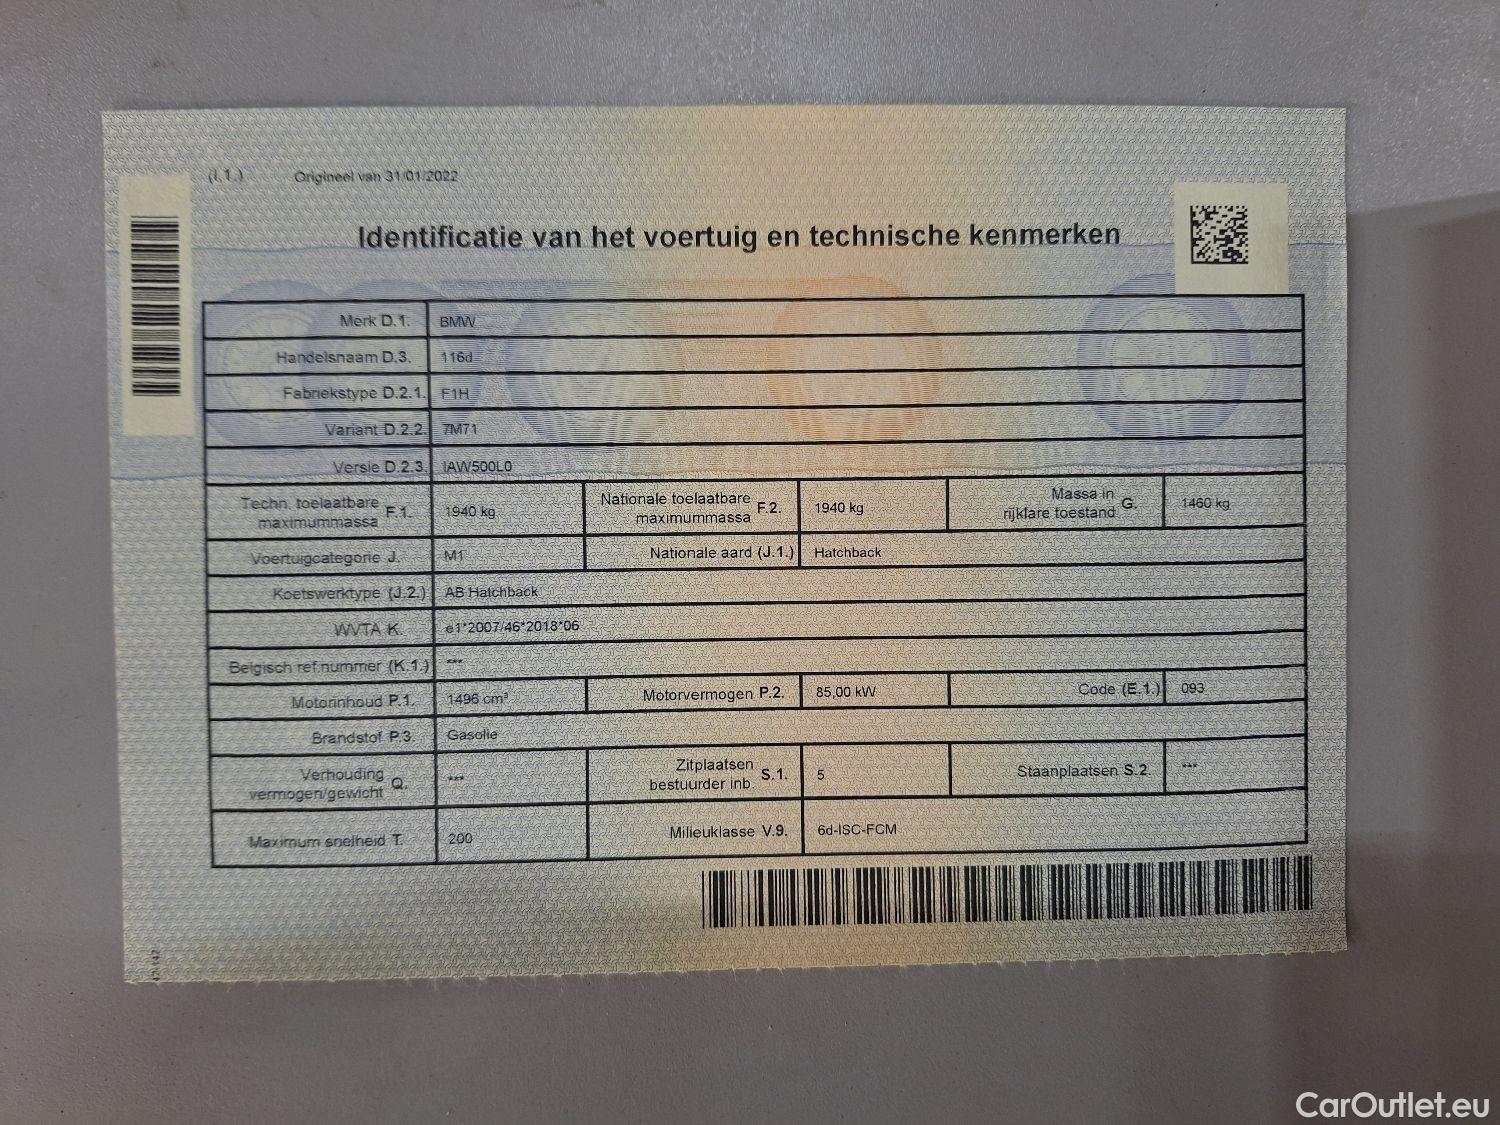 (I.1.) Origineel van 31/01/2022
Identificatie van het voertuig en technische kenmerken
Merk D.1. BMW
Handelsnaam D.3. 116d
Fabriekstype D.2.1. F1H
Variant D.2.2. 7M71
Versie D.2.3. IAW500L0
Techn. toelaatbare maximummassa F.1. 1940 kg Nationale toelaatbare maximummassa F.2. 1940 kg Massa in rijklare toestand G. 1460 kg
Voertuigcategorie J. M1 Nationale aard (J.1.) Hatchback
Koetswerktype (J.2.) AB Hatchback
WVTA K. e1*2007/46*2018*06
Belgisch ref.nummer (K.1.) ***
Motorinhoud P.1. 1496 cm³ Motorvermogen P.2. 85,00 kW Code (E.1.) 093
Brandstof P.3. Gasolie
Verhouding vermogen/gewicht Q. *** Zitplaatsen bestuurder inb. S.1. 5 Staanplaatsen S.2. ***
Maximum snelheid T. 200 Milieuklasse V.9. 6d-ISC-FCM
CarOutlet.eu